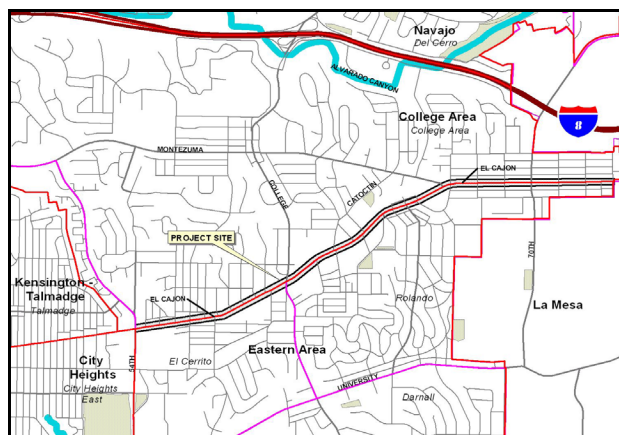 Navajo
Del Cerro
ALVARADO CANYON
College Area
College Area
8
MONTEZUMA
EL CAJON
COLLEGE
CATOCTIN
PROJECT SITE
70TH
Kensington -
Talmadge
Talmadge
EL CAJON
Rolando
La Mesa
City
Heights
City Heights
East
54TH
El Cerrito
Eastern Area
UNIVERSITY
Darnall